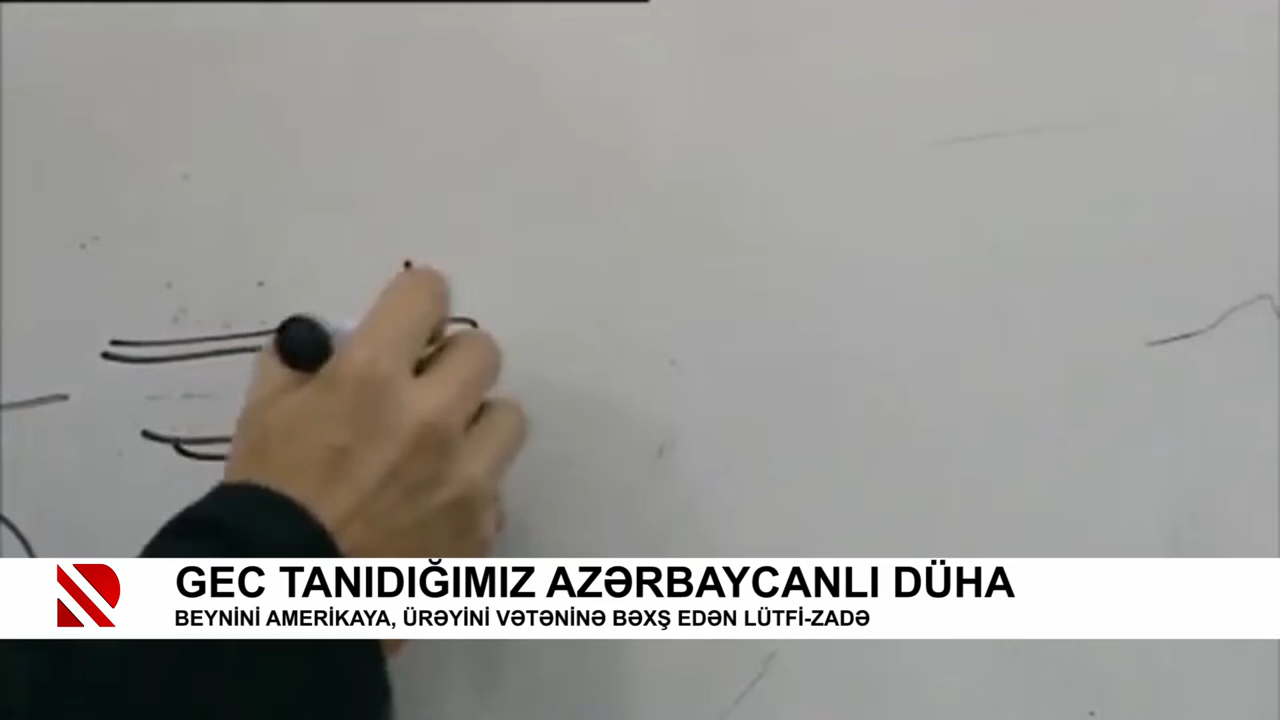 GEC TANIDIĞIMIZ AZƏRBAYCANLI DÜHA
BEYNİNİ AMERİKAYA, ÜRƏYİNİ VƏTƏNİNƏ BƏXŞ EDƏN LÜTFİ-ZADƏ